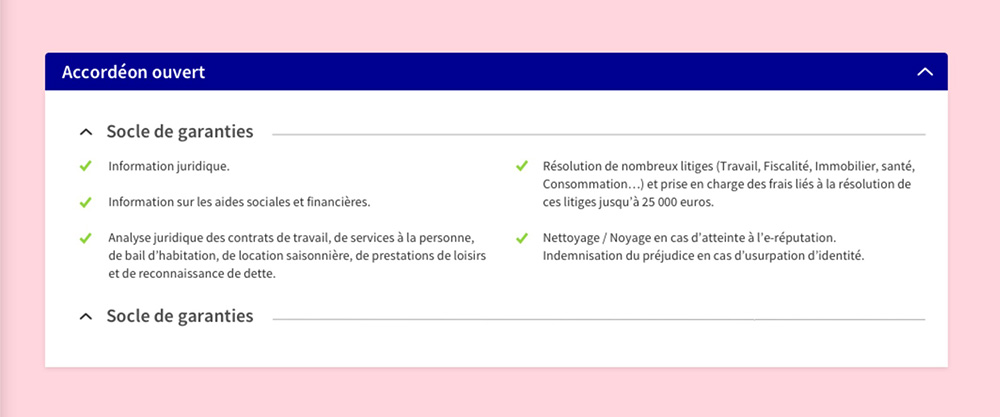 Accordéon ouvert
Socle de garanties
Information juridique.
Information sur les aides sociales et financières.
Analyse juridique des contrats de travail, de services à la personne,
de bail d'habitation, de location saisonnière, de prestations de loisirs
et de reconnaissance de dette.
Résolution de nombreux litiges (Travail, Fiscalité, Immobilier, santé,
Consommation…) et prise en charge des frais liés à la résolution de
ces litiges jusqu'à 25 000 euros.
Nettoyage / Noyage en cas d'atteinte à l'e-réputation.
Indemnisation du préjudice en cas d'usurpation d'identité.
Socle de garanties